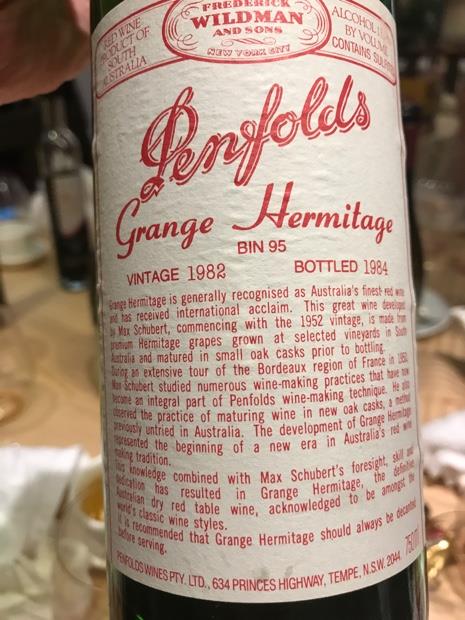 FREDERICK
WILDMAN
AND SONS
NEW YORK CITY
RED WINE
PRODUCT OF
SOUTH
AUSTRALIA
ALCOHOL
BY VOLUME
CONTAINS
Penfolds
Grange Hermitage
BIN 95
VINTAGE 1982 BOTTLED 1984
Grange Hermitage is generally recognised as Australia's finest red wine
and has received international acclaim. This great wine developed
by Max Schubert, commencing with the 1952 vintage, is made from
premium Hermitage grapes grown at selected vineyards in South
Australia and matured in small oak casks prior to bottling.
During an extensive tour of the Bordeaux region of France in 1950,
Max Schubert studied numerous wine-making practices that have now
become an integral part of Penfolds wine-making technique. He also
observed the practice of maturing wine in new oak casks, a method
previously untried in Australia. The development of Grange Hermitage
represented the beginning of a new era in Australia's red wine
making tradition.
This knowledge combined with Max Schubert's foresight, skill and
dedication has resulted in Grange Hermitage, the definitive
Australian dry red table wine, acknowledged to be amongst the
world's classic wine styles.
It is recommended that Grange Hermitage should always be decanted
before serving.
PENFOLDS WINES PTY. LTD., 634 PRINCES HIGHWAY, TEMPE, N.S.W. 2044.